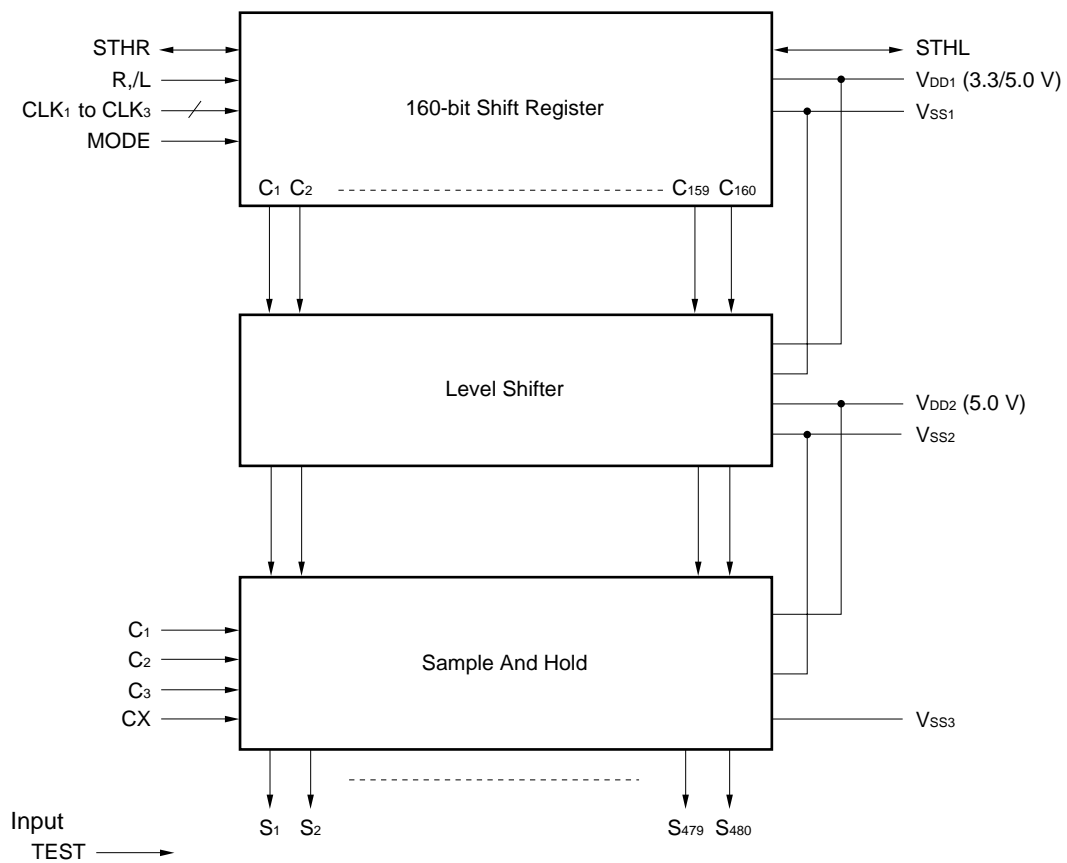 STHR
STHL
R,/L
VDD1 (3.3/5.0 V)
CLK1 to CLK3
160-bit Shift Register
VSS1
MODE
C1 C2 C159 C160
Level Shifter
VDD2 (5.0 V)
VSS2
C1
C2
Sample And Hold
C3
CX
VSS3
S1 S2 S479 S480
Input
TEST